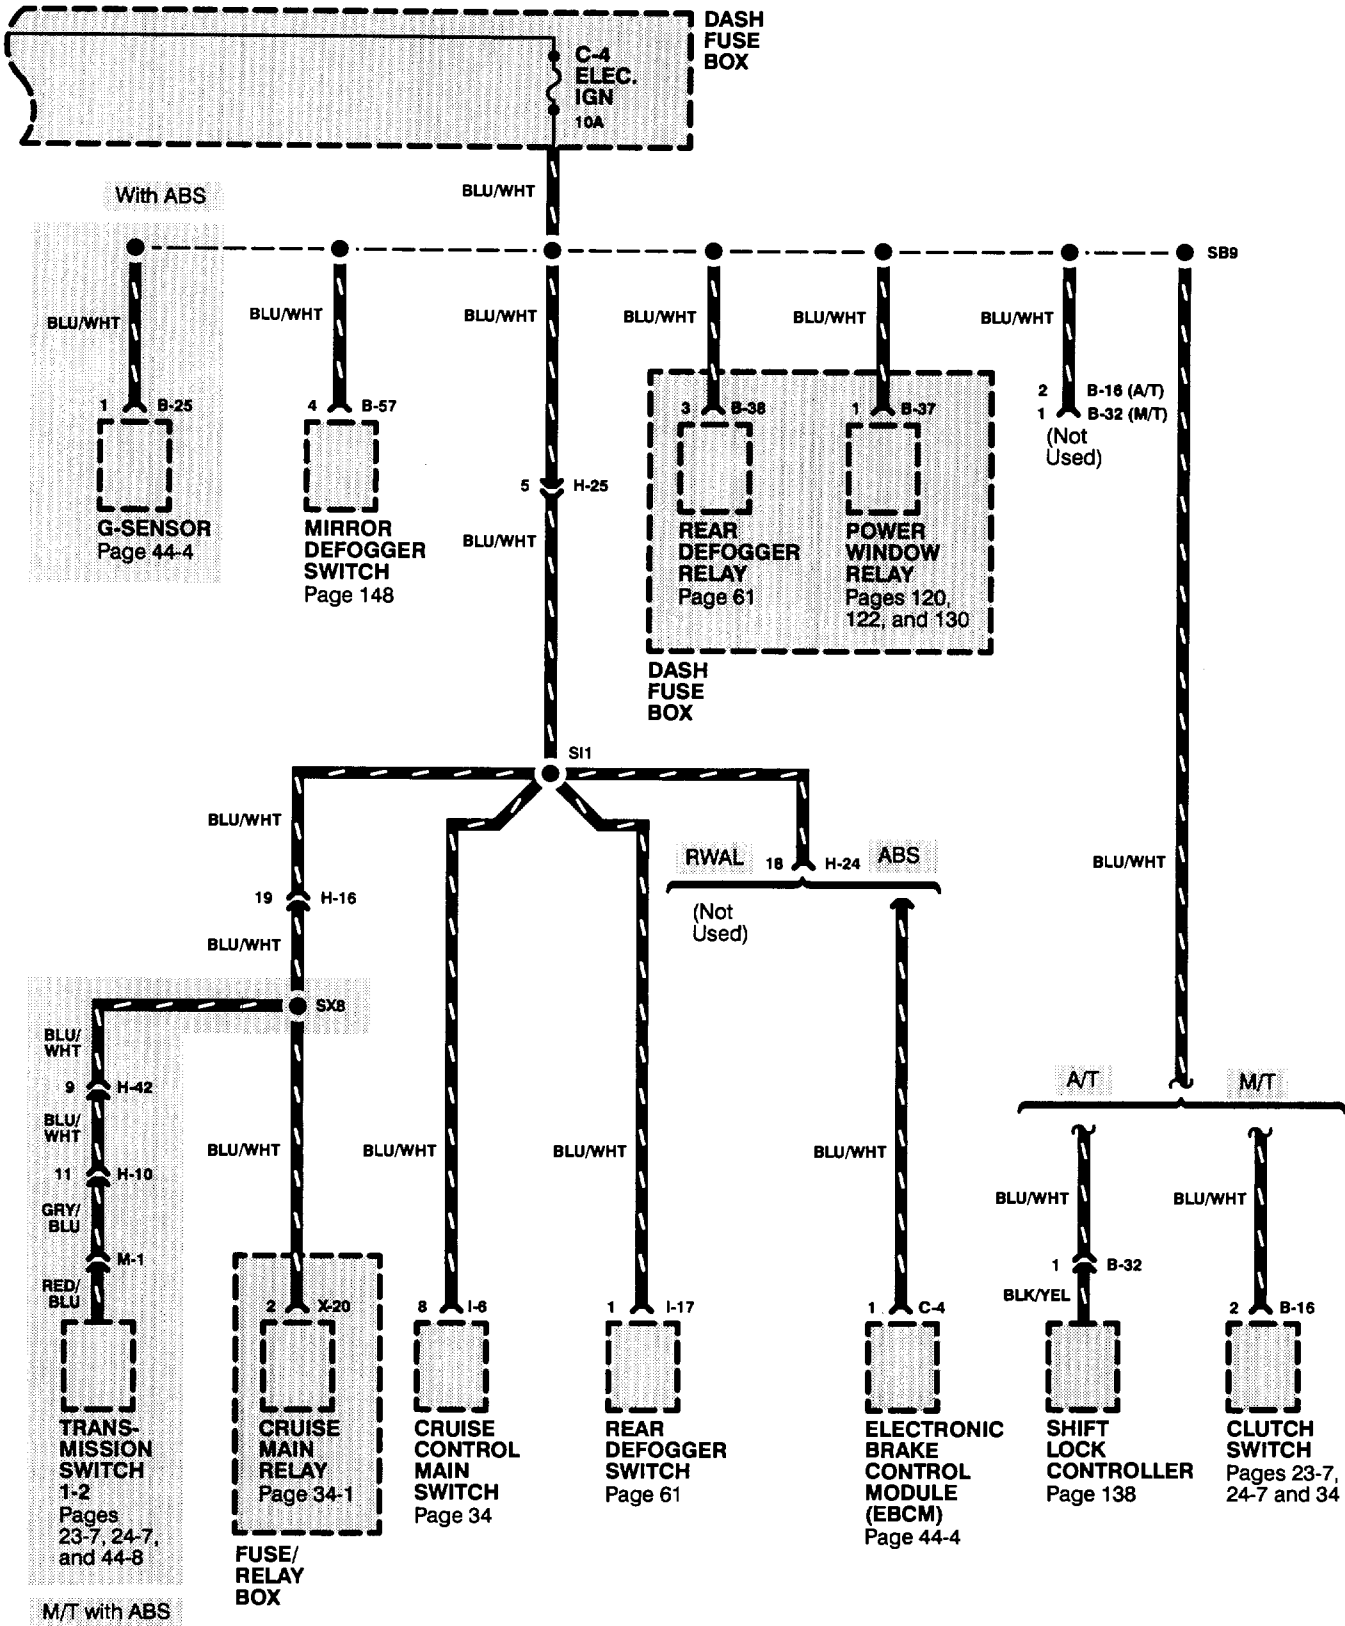 DASH
FUSE
BOX
C-4
ELEC.
IGN
10A
BLU/WHT
With ABS
SB9
BLU/WHT
BLU/WHT
BLU/WHT
BLU/WHT
BLU/WHT
BLU/WHT
1 B-25
4 B-57
3 B-38
1 B-37
2 B-16 (A/T)
1 B-32 (M/T)
(Not
Used)
G-SENSOR
Page 44-4
MIRROR
DEFOGGER
SWITCH
Page 148
5 H-25
BLU/WHT
REAR
DEFOGGER
RELAY
Page 61
POWER
WINDOW
RELAY
Pages 120,
122, and 130
DASH
FUSE
BOX
SI1
BLU/WHT
19 H-16
BLU/WHT
RWAL
18 H-24
ABS
(Not
Used)
BLU/WHT
SX8
BLU/
WHT
9 H-42
BLU/
WHT
11 H-10
GRY/
BLU
M-1
RED/
BLU
BLU/WHT
BLU/WHT
BLU/WHT
BLU/WHT
A/T
M/T
BLU/WHT
BLU/WHT
1 B-32
BLK/YEL
2 X-20
8 I-6
1 I-17
1 C-4
2 B-16
TRANS-
MISSION
SWITCH
1-2
Pages
23-7, 24-7,
and 44-8
CRUISE
MAIN
RELAY
Page 34-1
FUSE/
RELAY
BOX
CRUISE
CONTROL
MAIN
SWITCH
Page 34
REAR
DEFOGGER
SWITCH
Page 61
ELECTRONIC
BRAKE
CONTROL
MODULE
(EBCM)
Page 44-4
SHIFT
LOCK
CONTROLLER
Page 138
CLUTCH
SWITCH
Pages 23-7,
24-7 and 34
M/T with ABS